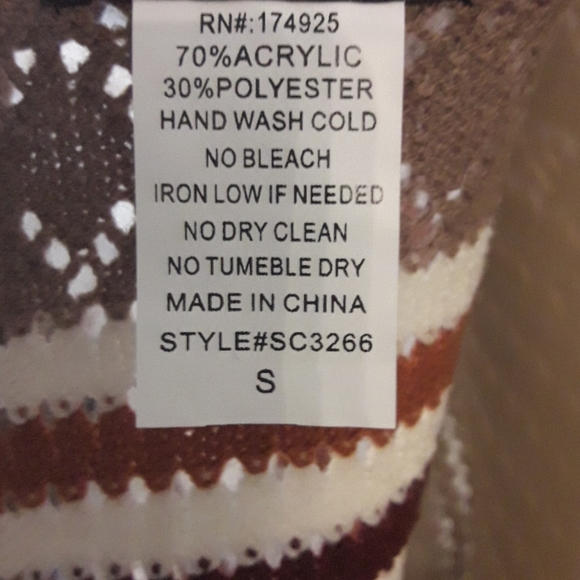 RN#:174925
70%ACRYLIC
30%POLYESTER
HAND WASH COLD
NO BLEACH
IRON LOW IF NEEDED
NO DRY CLEAN
NO TUMEBLE DRY
MADE IN CHINA
STYLE#SC3266
S